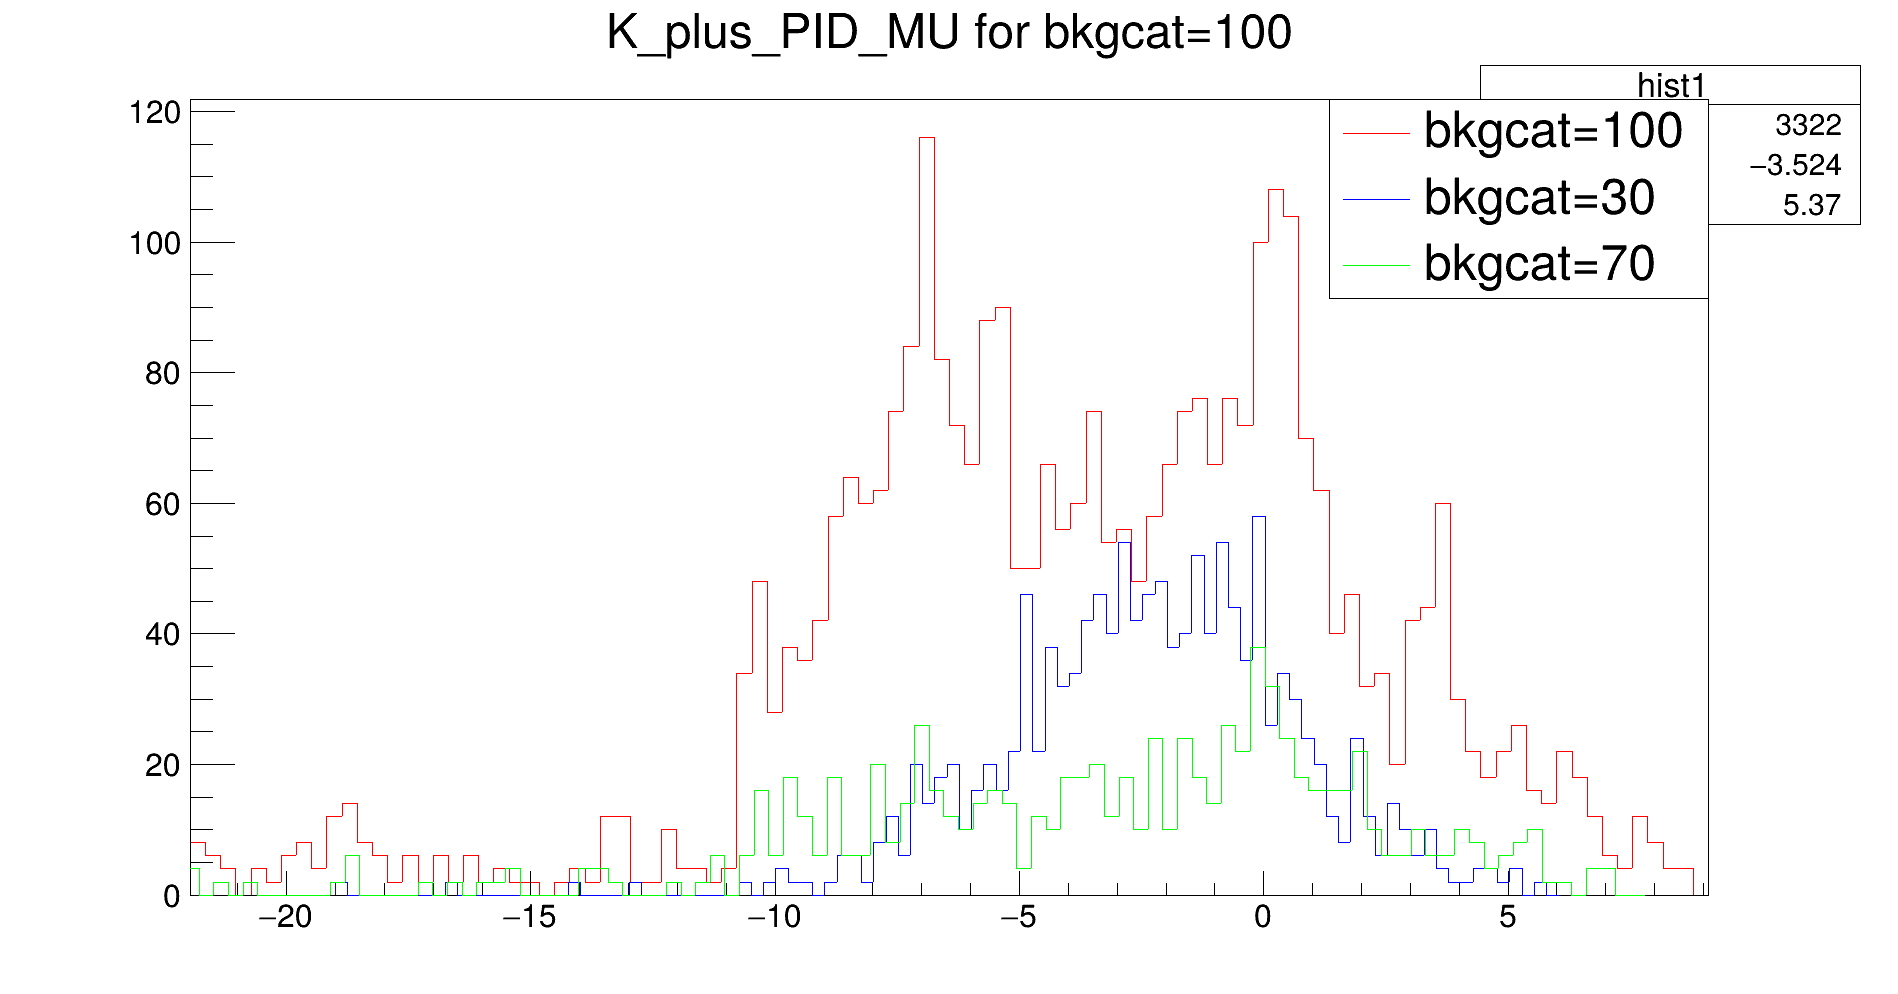 K_plus_PID_MU for bkgcat=100
hist1
3322
−3.524
5.37
bkgcat=100
bkgcat=30
bkgcat=70
120
100
80
60
40
20
0
−20 −15 −10 −5 0 5